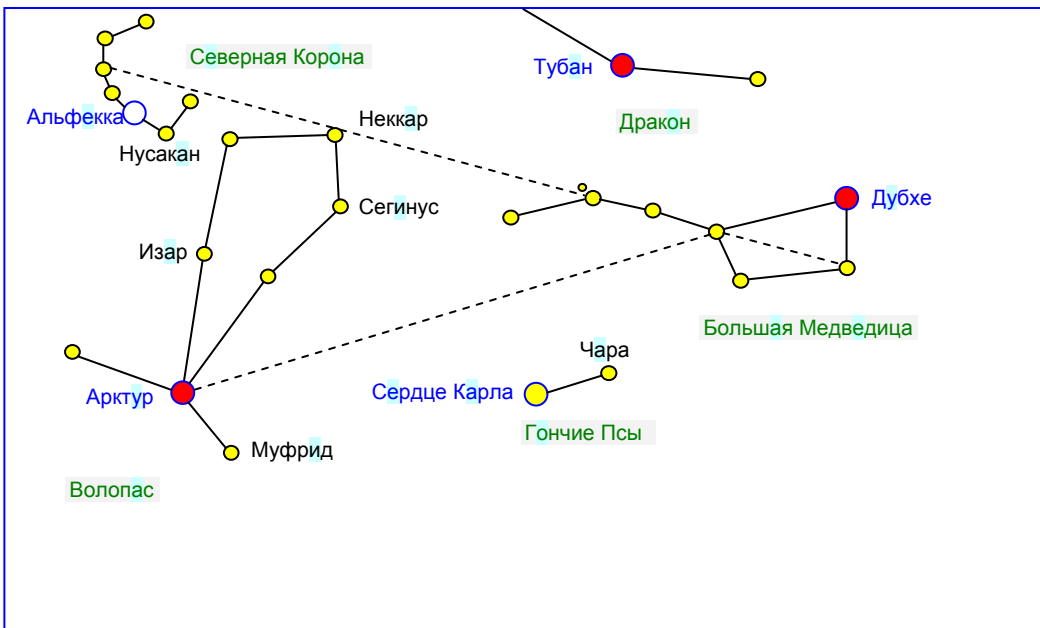 Северная Корона
Тубан
Альфекка
Неккар
Дракон
Нусакан
Дубхе
Сегинус
Изар
Большая Медведица
Чара
Арктур
Сердце Карла
Гончие Псы
Муфрид
Волопас